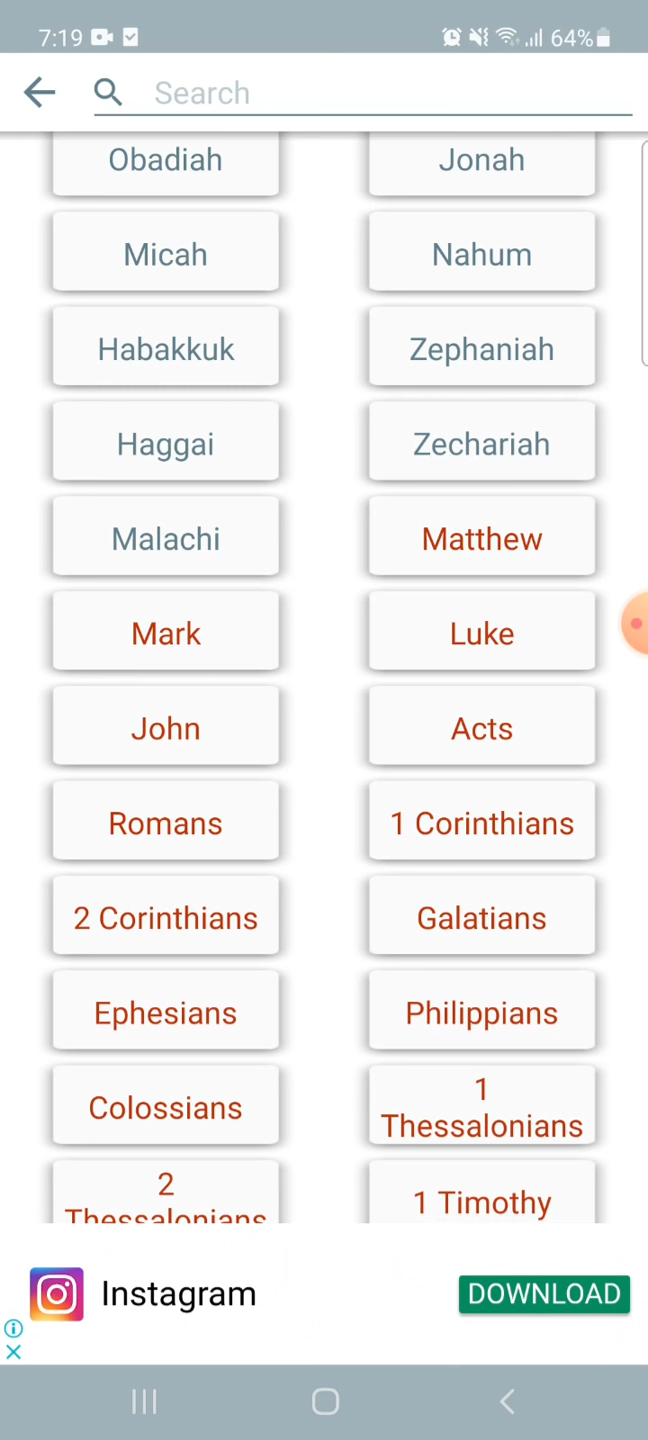 7:19
64%
Search
Obadiah
Jonah
Micah
Nahum
Habakkuk
Zephaniah
Haggai
Zechariah
Malachi
Matthew
Mark
Luke
John
Acts
Romans
1 Corinthians
2 Corinthians
Galatians
Ephesians
Philippians
Colossians
1
Thessalonians
2
Thessalonians
1 Timothy
Instagram
DOWNLOAD